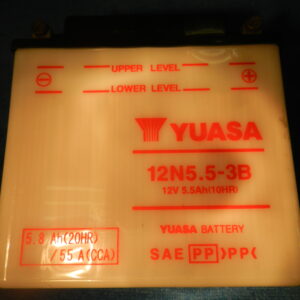 UPPER LEVEL
⊖ ⊕
LOWER LEVEL
YUASA
12N5.5-3B
12V 5.5Ah(10HR)
5.8 Ah(20HR)
/55 A(CCA)
YUASA BATTERY
SAE PP >PP<